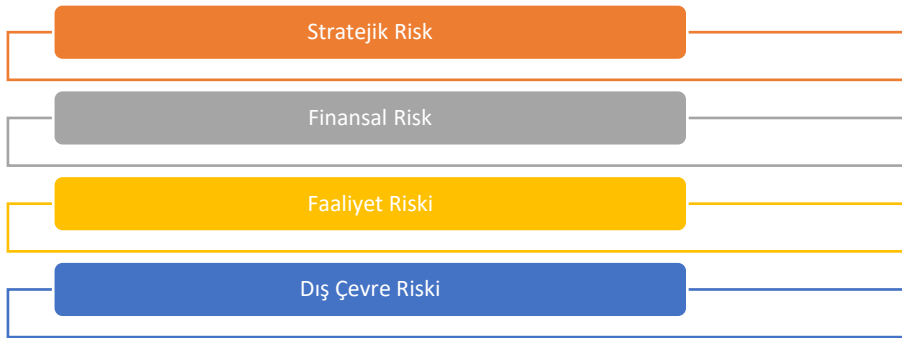 Stratejik Risk
Finansal Risk
Faaliyet Riski
Dış Çevre Riski